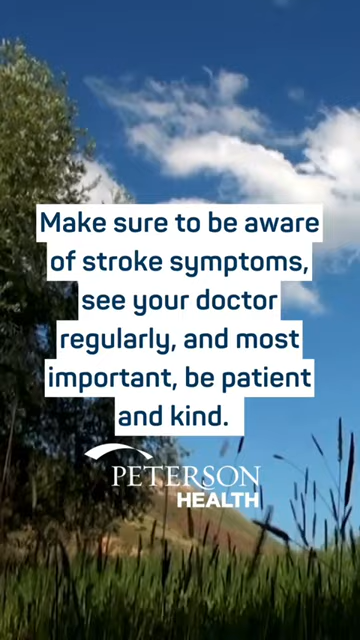 Make sure to be aware
of stroke symptoms,
see your doctor
regularly, and most
important, be patient
and kind.
PETERSON
HEALTH